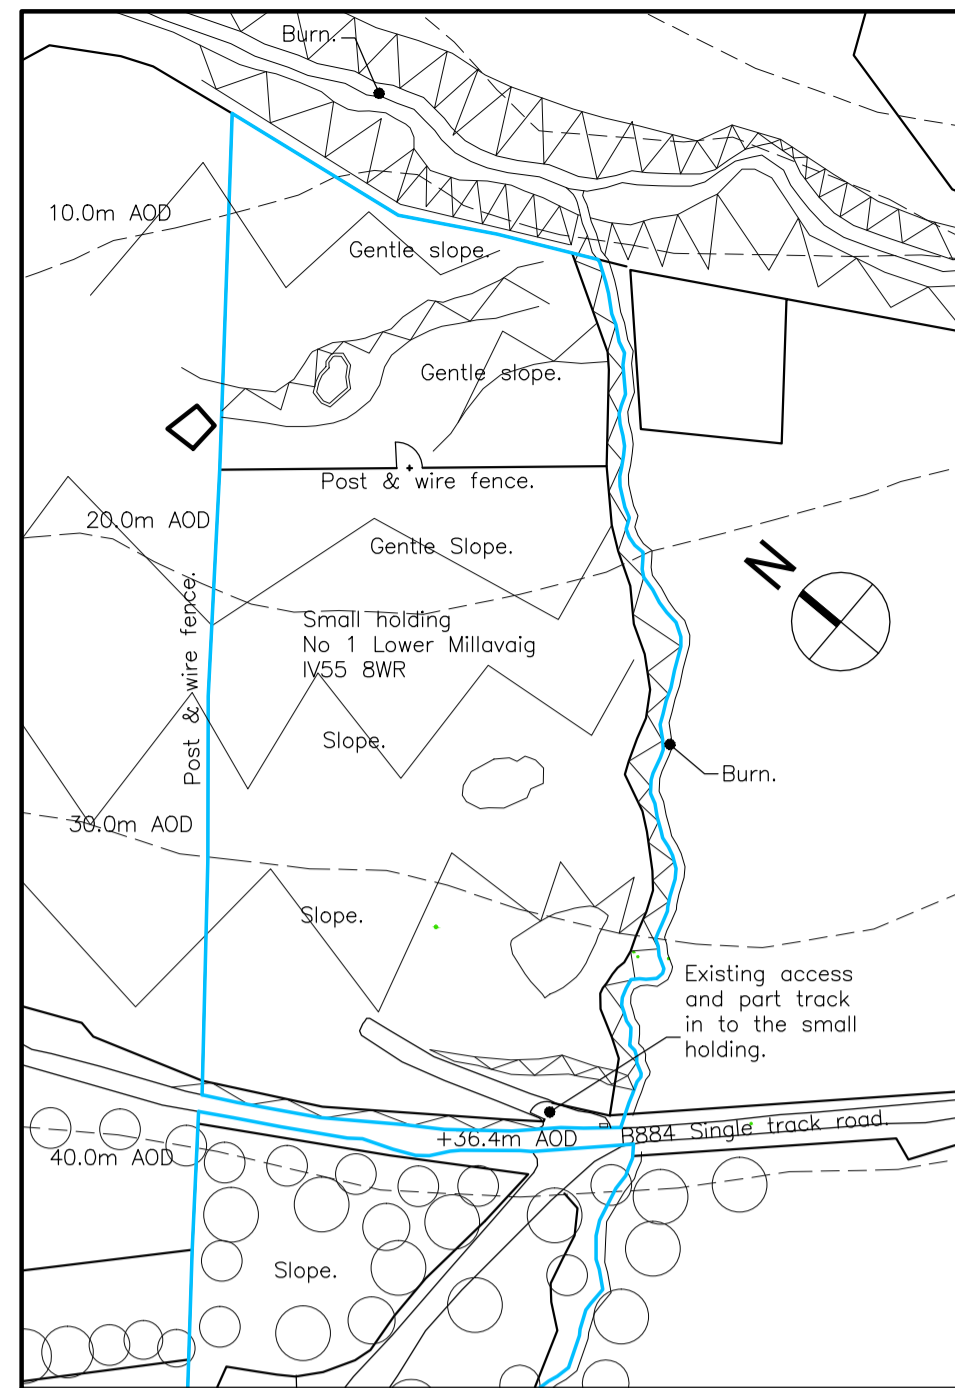 Burn.
10.0m AOD
Gentle slope.
Gentle slope.
Post & wire fence.
20.0m AOD
Gentle Slope.
N
Post & wire fence.
Small holding
No 1 Lower Millavaig
IV55 8WR
Slope.
Burn.
30.0m AOD
Slope.
Existing access
and part track
in to the small
holding.
+36.4m AOD
B884 Single track road.
40.0m AOD
Slope.